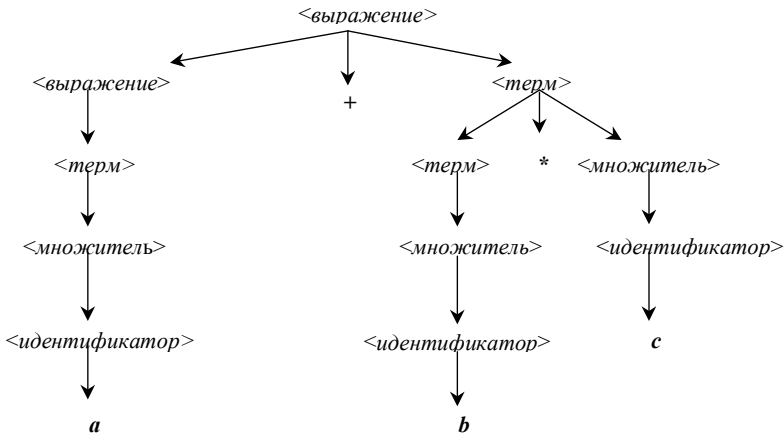 <выражение>
<выражение> + <терм>
<терм> <терм> * <множитель>
<множитель> <множитель> <идентификатор>
<идентификатор> <идентификатор> c
a b